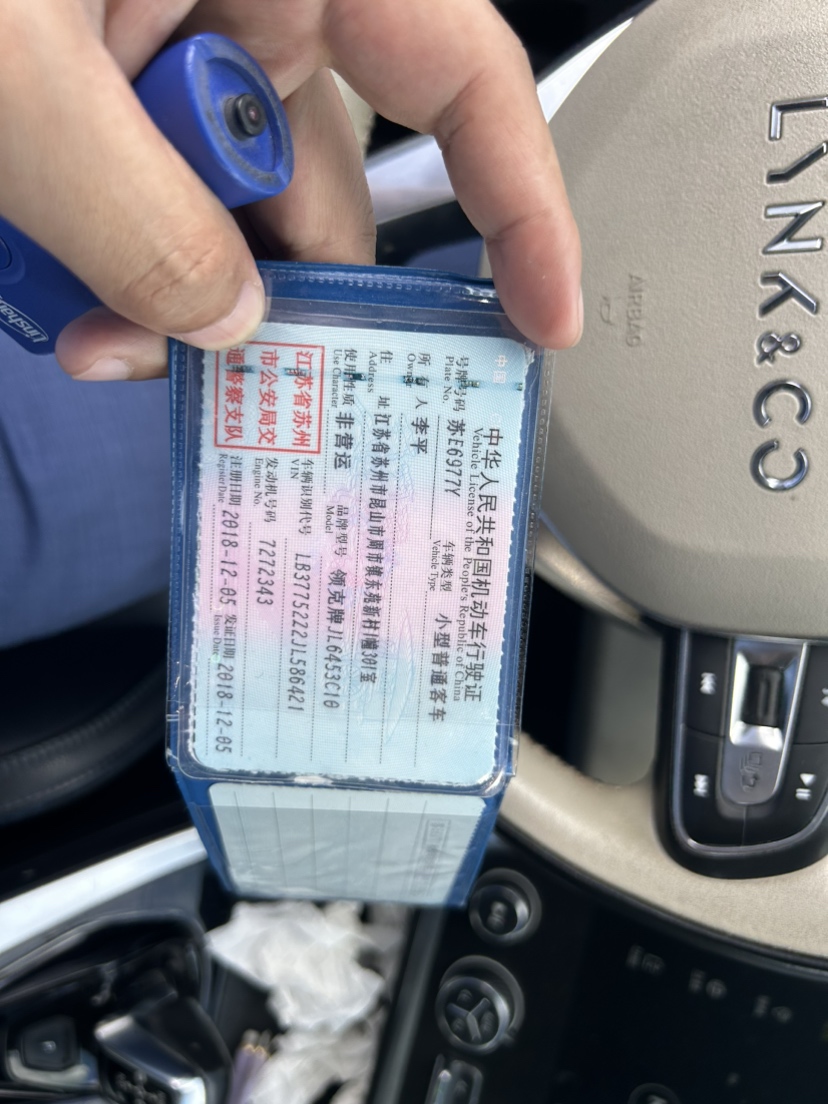 中华人民共和国机动车行驶证
Vehicle License of the People's Republic of China
号牌号码 苏E6977Y 车辆类型 小型普通客车
Plate No. Vehicle Type
所有人 李平
Owner
住址 江苏省苏州市昆山市周市镇东苑新村1幢301室
Address
使用性质 非营运 品牌型号 领克牌JL6453C10
Use Character Model
江苏省苏州
市公安局交
通警察支队
车辆识别代号 LB3775222JL586421
VIN
发动机号码 7272343
Engine No.
注册日期 2018-12-05 发证日期 2018-12-05
Register Date Issue Date
LYNK&CO
AIRBAG